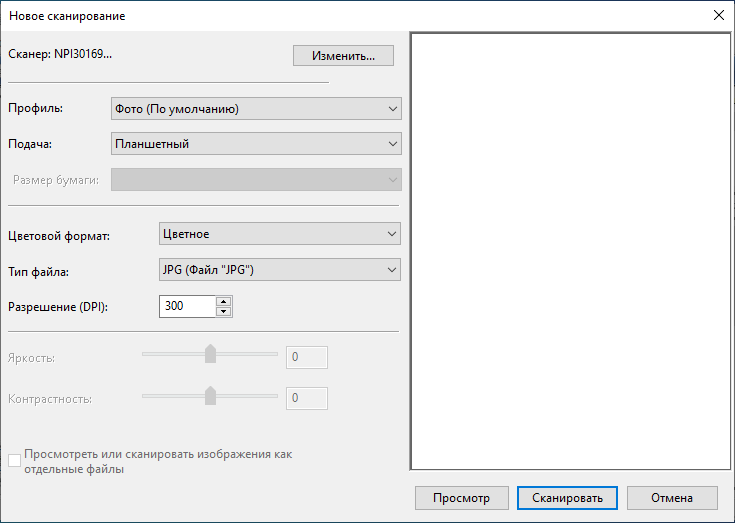 Новое сканирование
Сканер: NPI30169...
Изменить...
Профиль:
Фото (По умолчанию)
Подача:
Планшетный
Размер бумаги:
Цветовой формат:
Цветное
Тип файла:
JPG (Файл "JPG")
Разрешение (DPI):
300
Яркость:
0
Контрастность:
0
Просмотреть или сканировать изображения как
отдельные файлы
Просмотр
Сканировать
Отмена